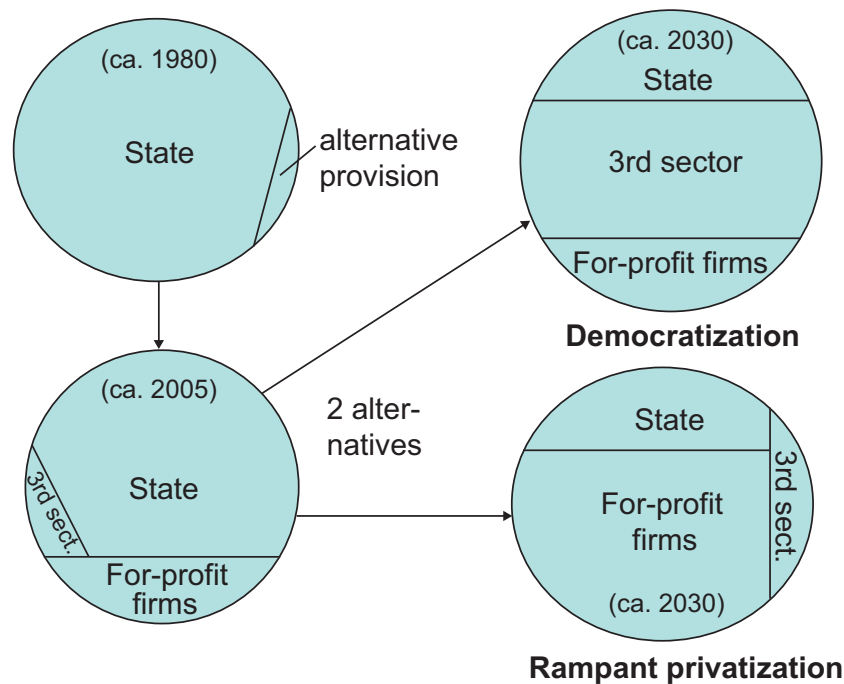 (ca. 1980)
State
alternative
provision
(ca. 2030)
State
3rd sector
For-profit firms
Democratization
(ca. 2005)
State
3rd sect.
For-profit
firms
2 alter-
natives
State
For-profit
firms
3rd sect.
(ca. 2030)
Rampant privatization